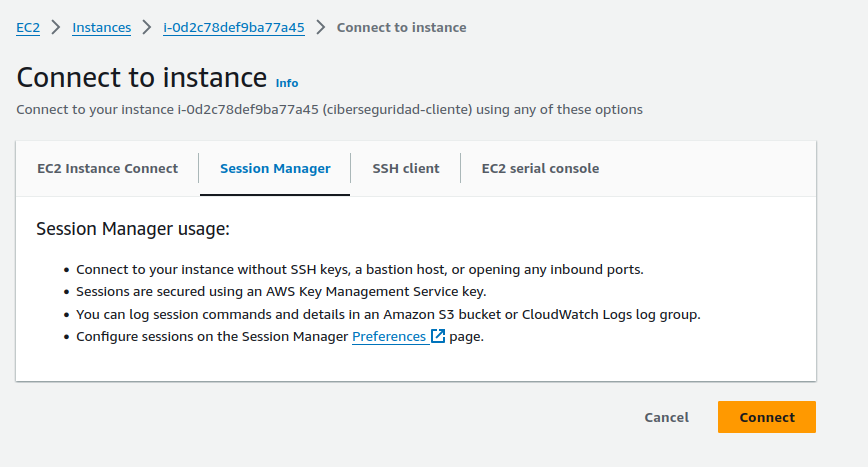 EC2 > Instances > i-0d2c78def9ba77a45 > Connect to instance
Connect to instance Info
Connect to your instance i-0d2c78def9ba77a45 (ciberseguridad-cliente) using any of these options
EC2 Instance Connect Session Manager SSH client EC2 serial console
Session Manager usage:
• Connect to your instance without SSH keys, a bastion host, or opening any inbound ports.
• Sessions are secured using an AWS Key Management Service key.
• You can log session commands and details in an Amazon S3 bucket or CloudWatch Logs log group.
• Configure sessions on the Session Manager Preferences page.
Cancel Connect